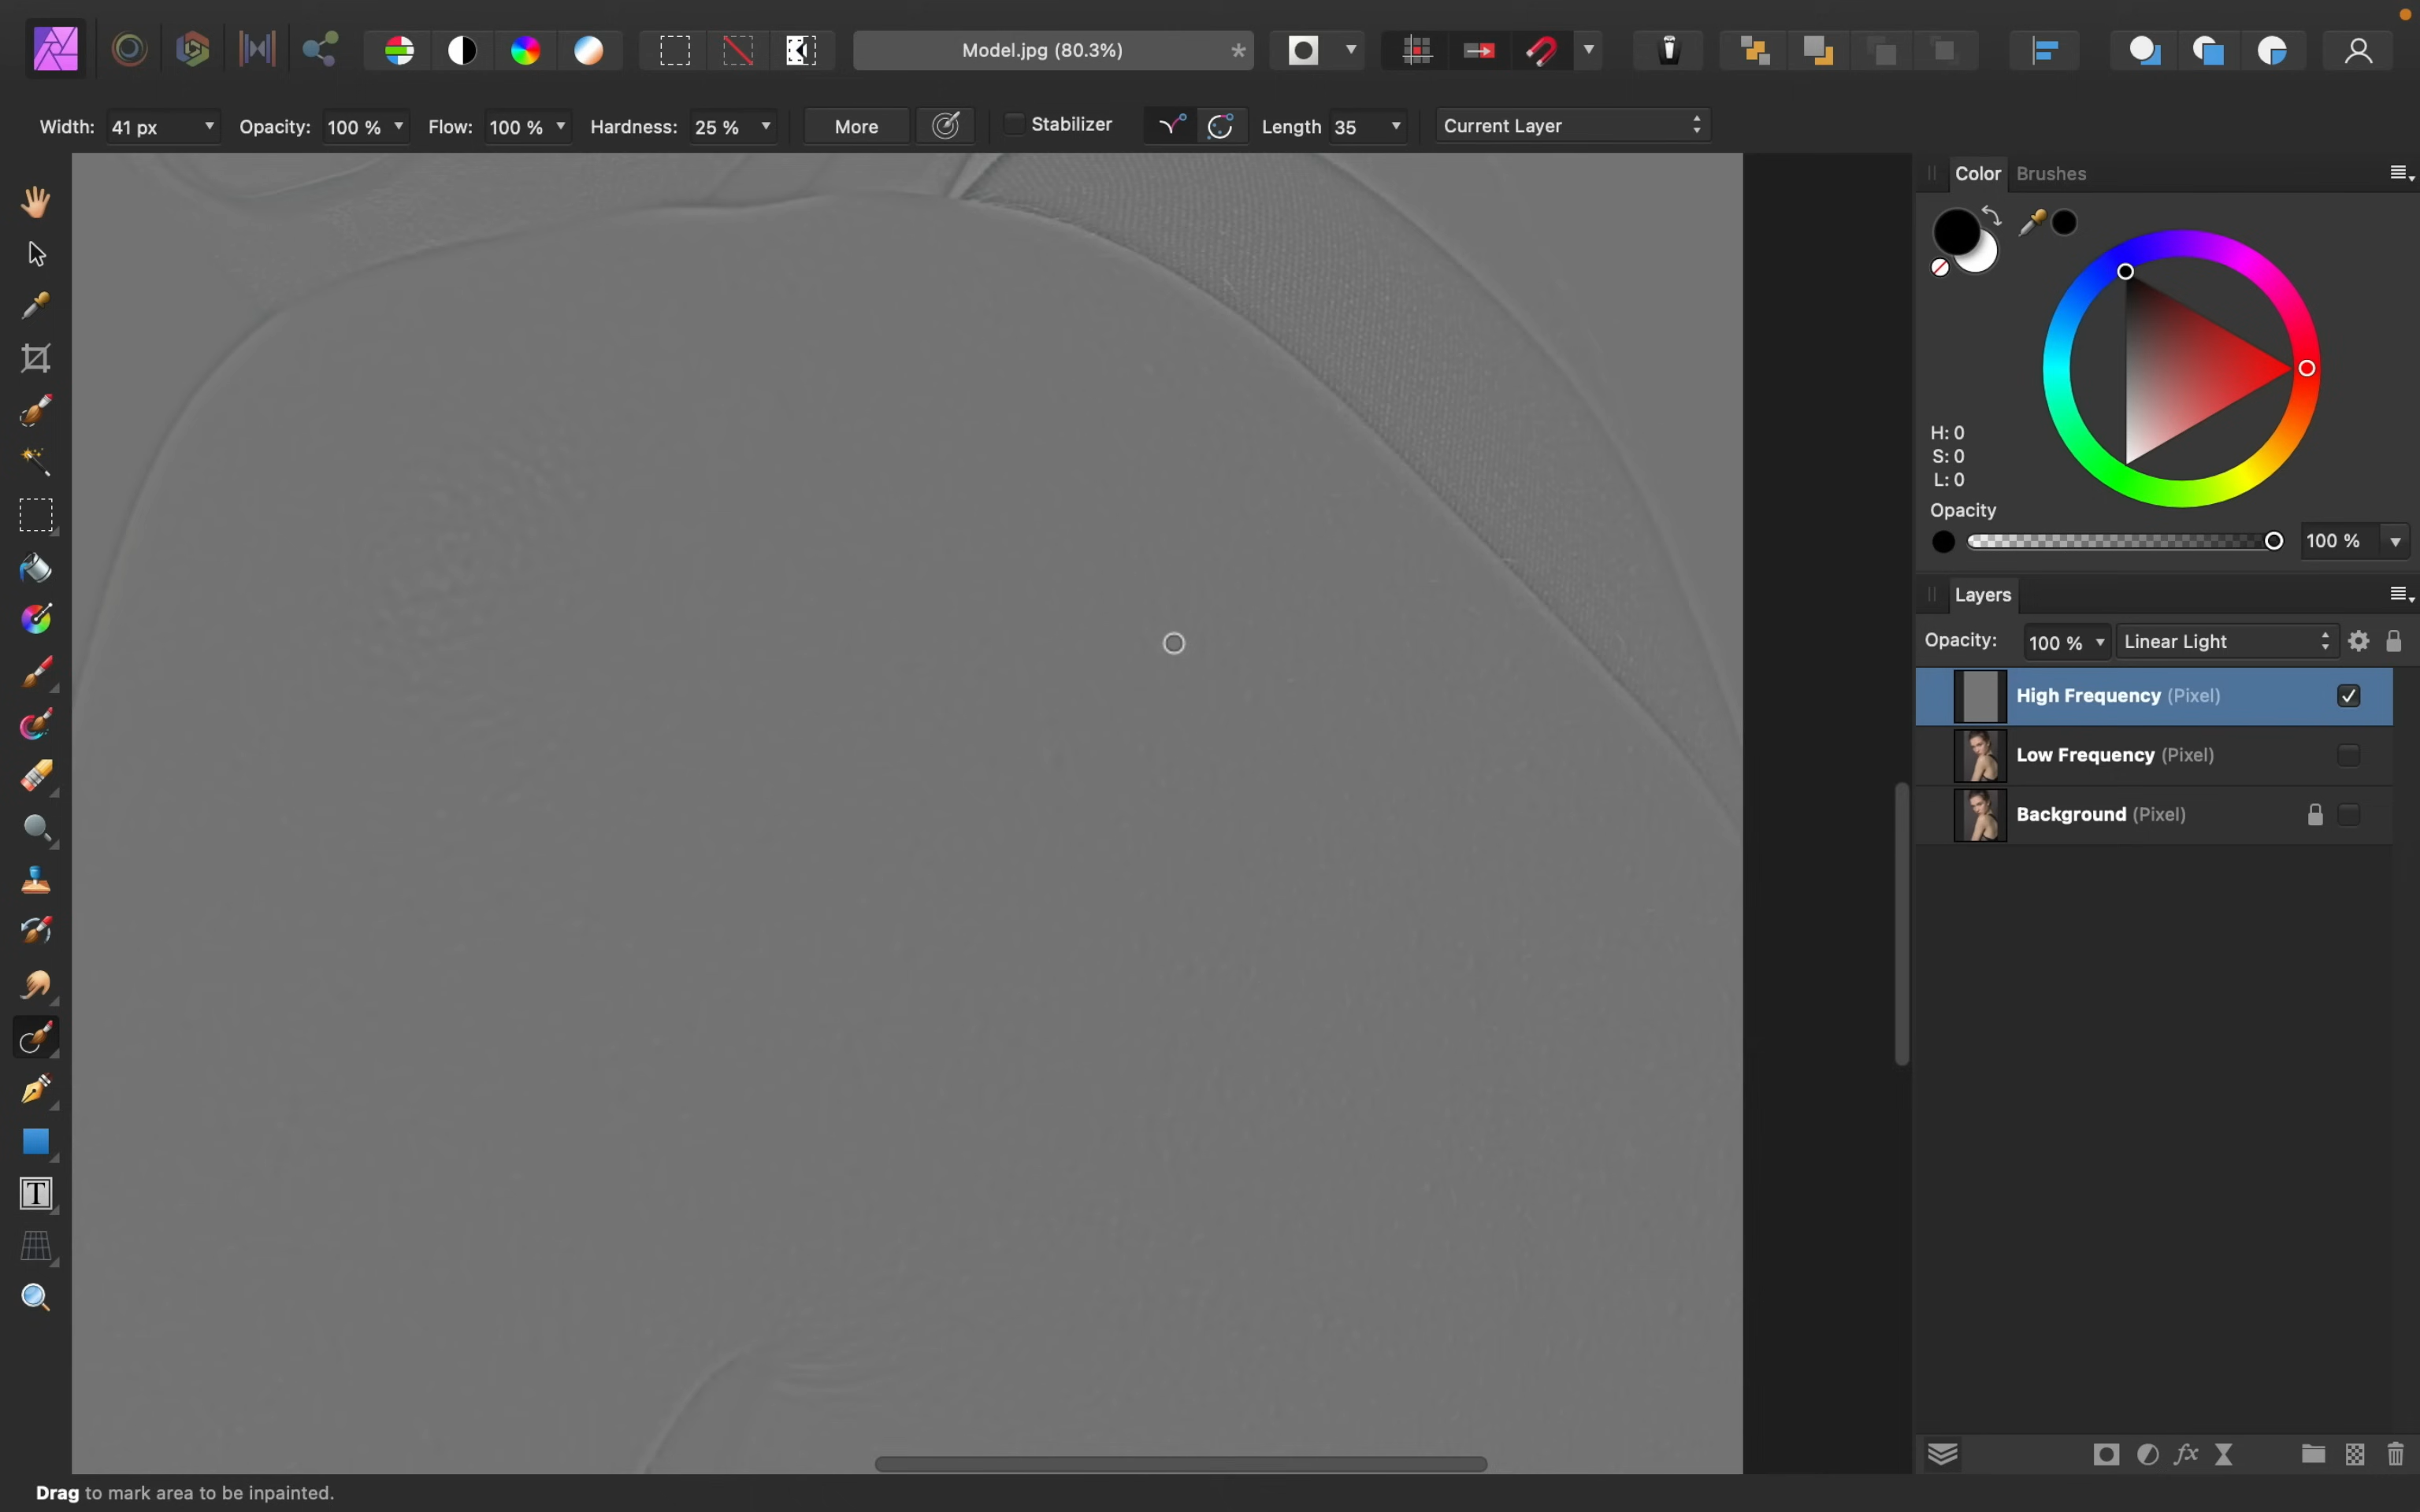 Model.jpg (80.3%) *
Width: 41 px Opacity: 100 % Flow: 100 % Hardness: 25 % More Stabilizer Length 35 Current Layer
Color Brushes
H: 0
S: 0
L: 0
Opacity
100 %
Layers
Opacity: 100 % Linear Light
High Frequency (Pixel)
Low Frequency (Pixel)
Background (Pixel)
T
fx
Drag to mark area to be inpainted.